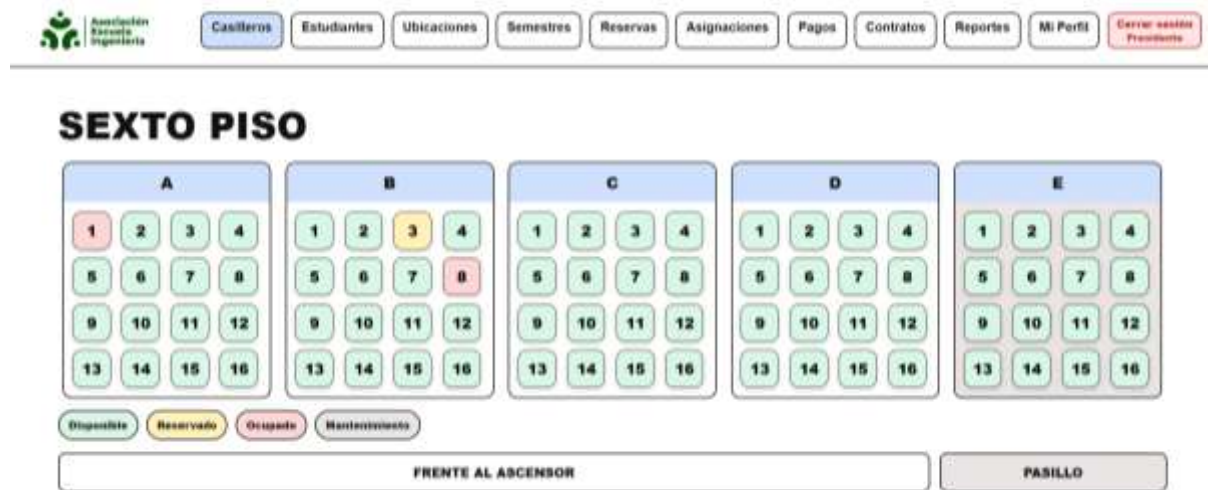 Asociación
Escuela
Ingeniería
Casilleros Estudiantes Ubicaciones Semestres Reservas Asignaciones Pagos Contratos Reportes Mi Perfil Cerrar sesión
Presidente
SEXTO PISO
A B C D E
1 2 3 4 1 2 3 4 1 2 3 4 1 2 3 4 1 2 3 4
5 6 7 8 5 6 7 8 5 6 7 8 5 6 7 8 5 6 7 8
9 10 11 12 9 10 11 12 9 10 11 12 9 10 11 12 9 10 11 12
13 14 15 16 13 14 15 16 13 14 15 16 13 14 15 16 13 14 15 16
Disponible Reservado Ocupado Mantenimiento
FRENTE AL ASCENSOR PASILLO